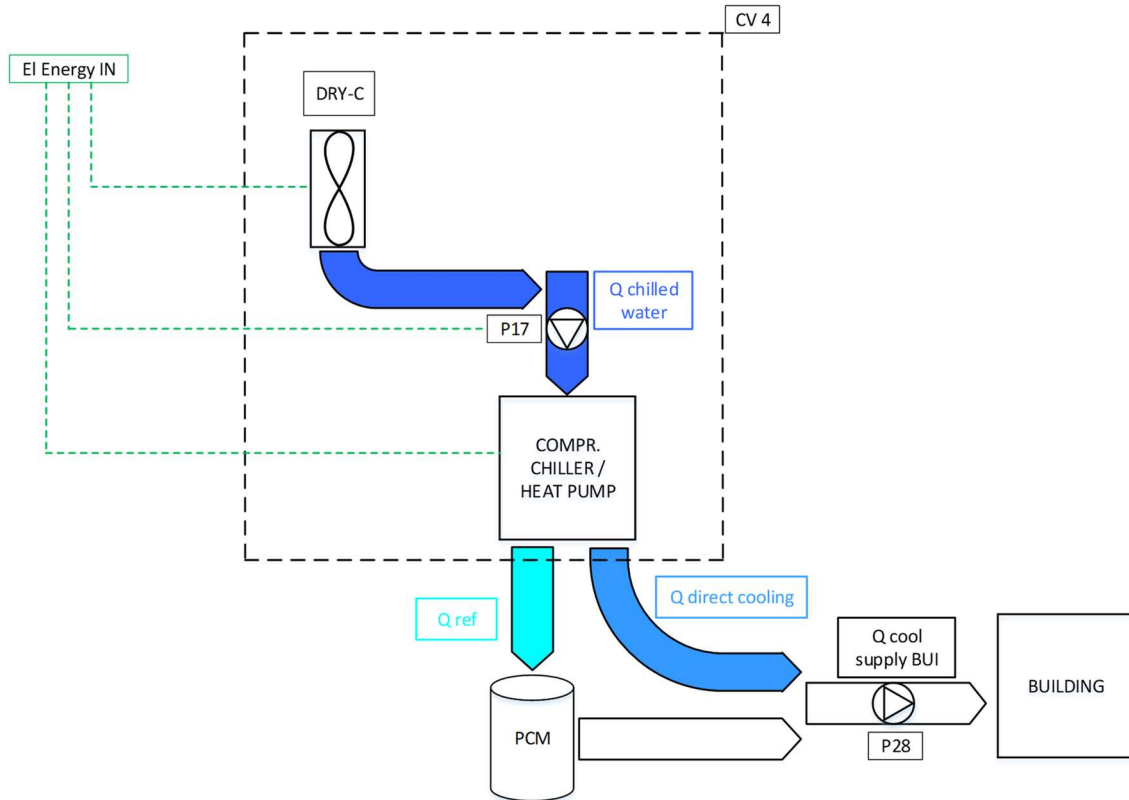 CV 4
El Energy IN
DRY-C
Q chilled
water
P17
COMPR.
CHILLER /
HEAT PUMP
Q ref
Q direct cooling
Q cool
supply BUI
BUILDING
PCM
P28